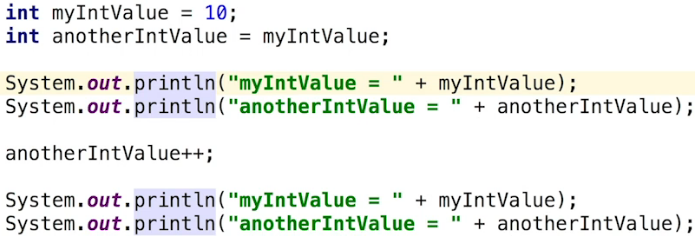 int myIntValue = 10;
int anotherIntValue = myIntValue;
System.out.println("myIntValue = " + myIntValue);
System.out.println("anotherIntValue = " + anotherIntValue);
anotherIntValue++;
System.out.println("myIntValue = " + myIntValue);
System.out.println("anotherIntValue = " + anotherIntValue);